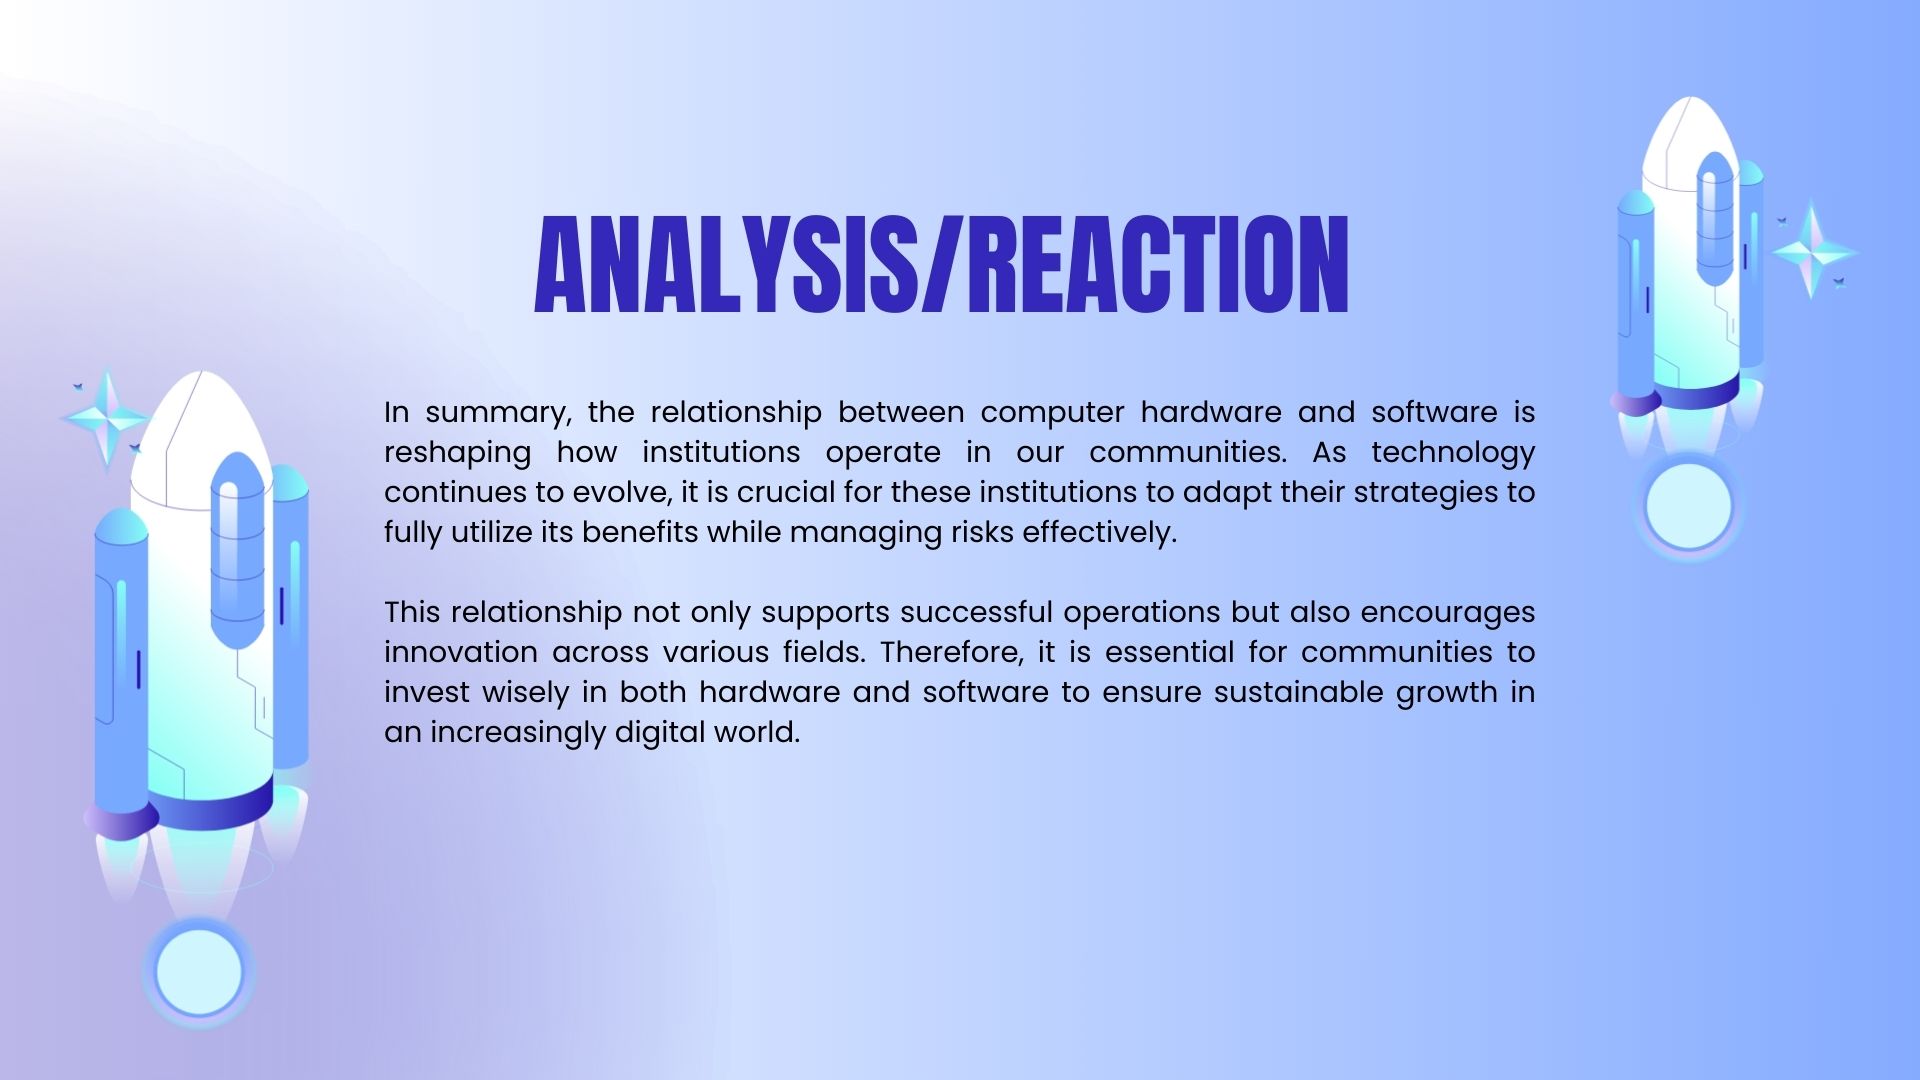 ANALYSIS/REACTION
In summary, the relationship between computer hardware and software is
reshaping how institutions operate in our communities. As technology
continues to evolve, it is crucial for these institutions to adapt their strategies to
fully utilize its benefits while managing risks effectively.
This relationship not only supports successful operations but also encourages
innovation across various fields. Therefore, it is essential for communities to
invest wisely in both hardware and software to ensure sustainable growth in
an increasingly digital world.